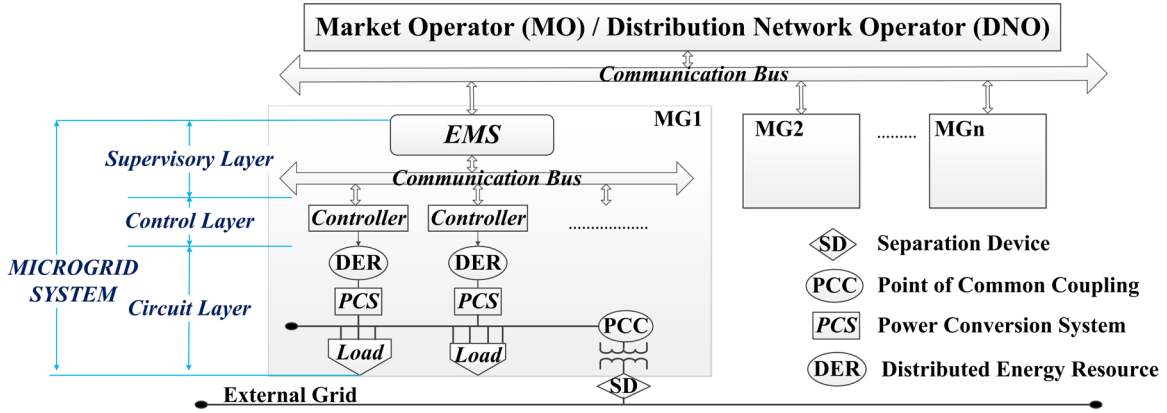 Market Operator (MO) / Distribution Network Operator (DNO)
Communication Bus
MG1
EMS
MG2
.........
MGn
Supervisory Layer
Communication Bus
Control Layer
Controller
Controller
...................
MICROGRID
SYSTEM
Circuit Layer
DER
DER
PCS
PCS
PCC
Load
Load
SD
External Grid
SD Separation Device
PCC Point of Common Coupling
PCS Power Conversion System
DER Distributed Energy Resource